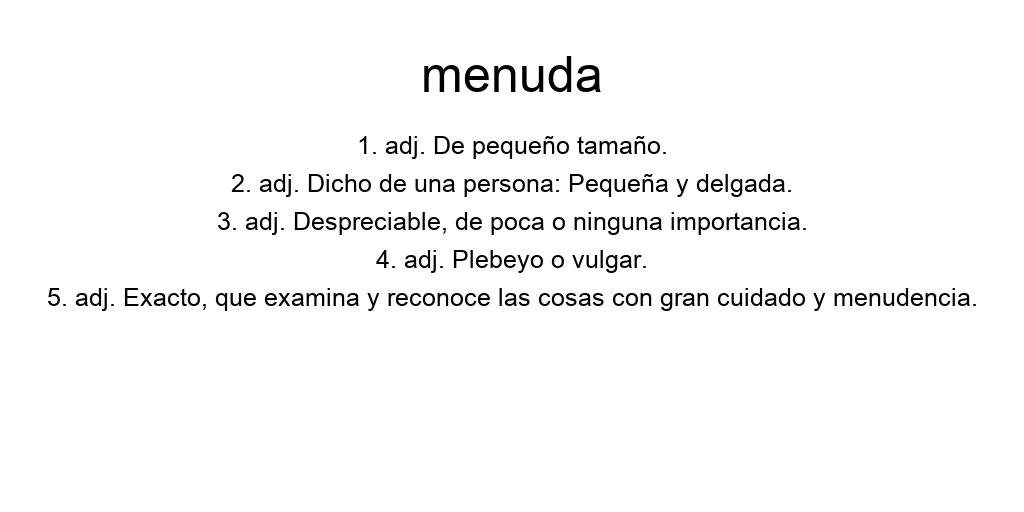 menuda
1. adj. De pequeño tamaño.
2. adj. Dicho de una persona: Pequeña y delgada.
3. adj. Despreciable, de poca o ninguna importancia.
4. adj. Plebeyo o vulgar.
5. adj. Exacto, que examina y reconoce las cosas con gran cuidado y menudencia.